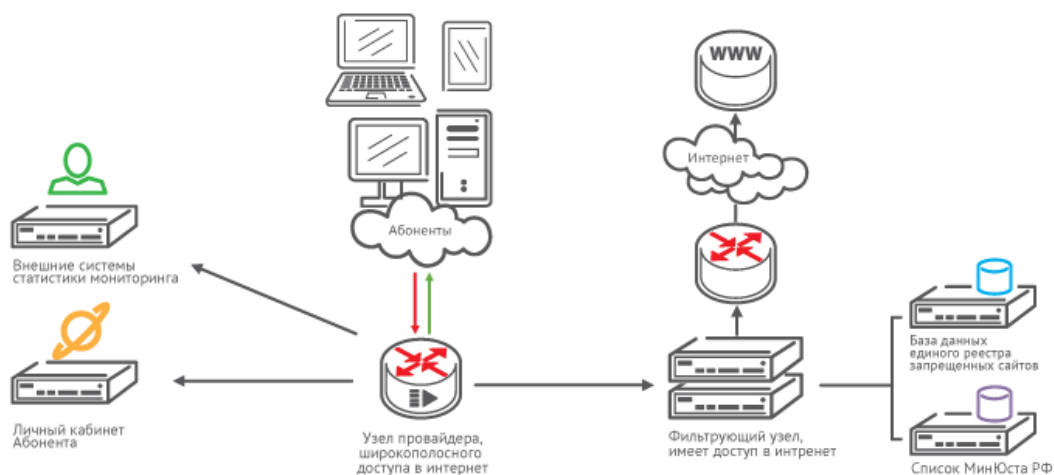 WWW
Интернет
Абоненты
Внешние системы
статистики мониторинга
Личный кабинет
Абонента
Узел провайдера,
широкополосного
доступа в интернет
Фильтрующий узел,
имеет доступ в интренет
База данных
единого реестра
запрещенных сайтов
Список МинЮста РФ